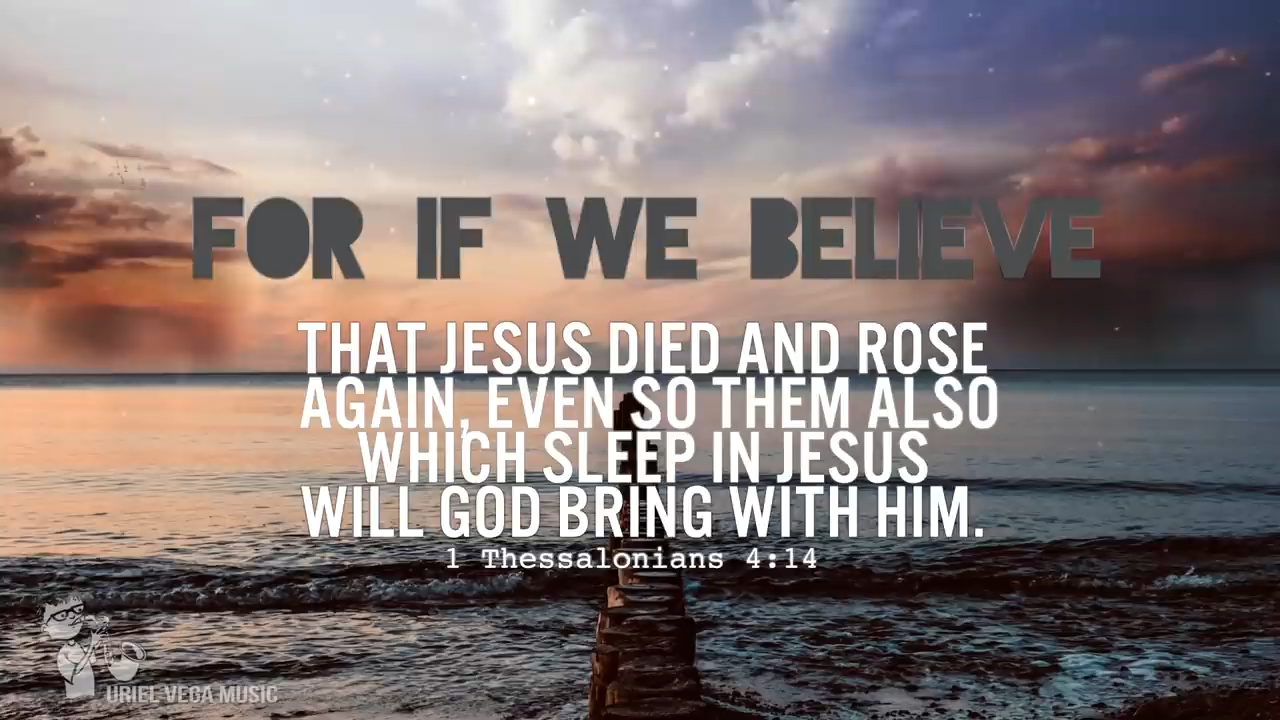 FOR IF WE BELIEVE
THAT JESUS DIED AND ROSE
AGAIN, EVEN SO THEM ALSO
WHICH SLEEP IN JESUS
WILL GOD BRING WITH HIM.
1 Thessalonians 4:14
URIEL VEGA MUSIC